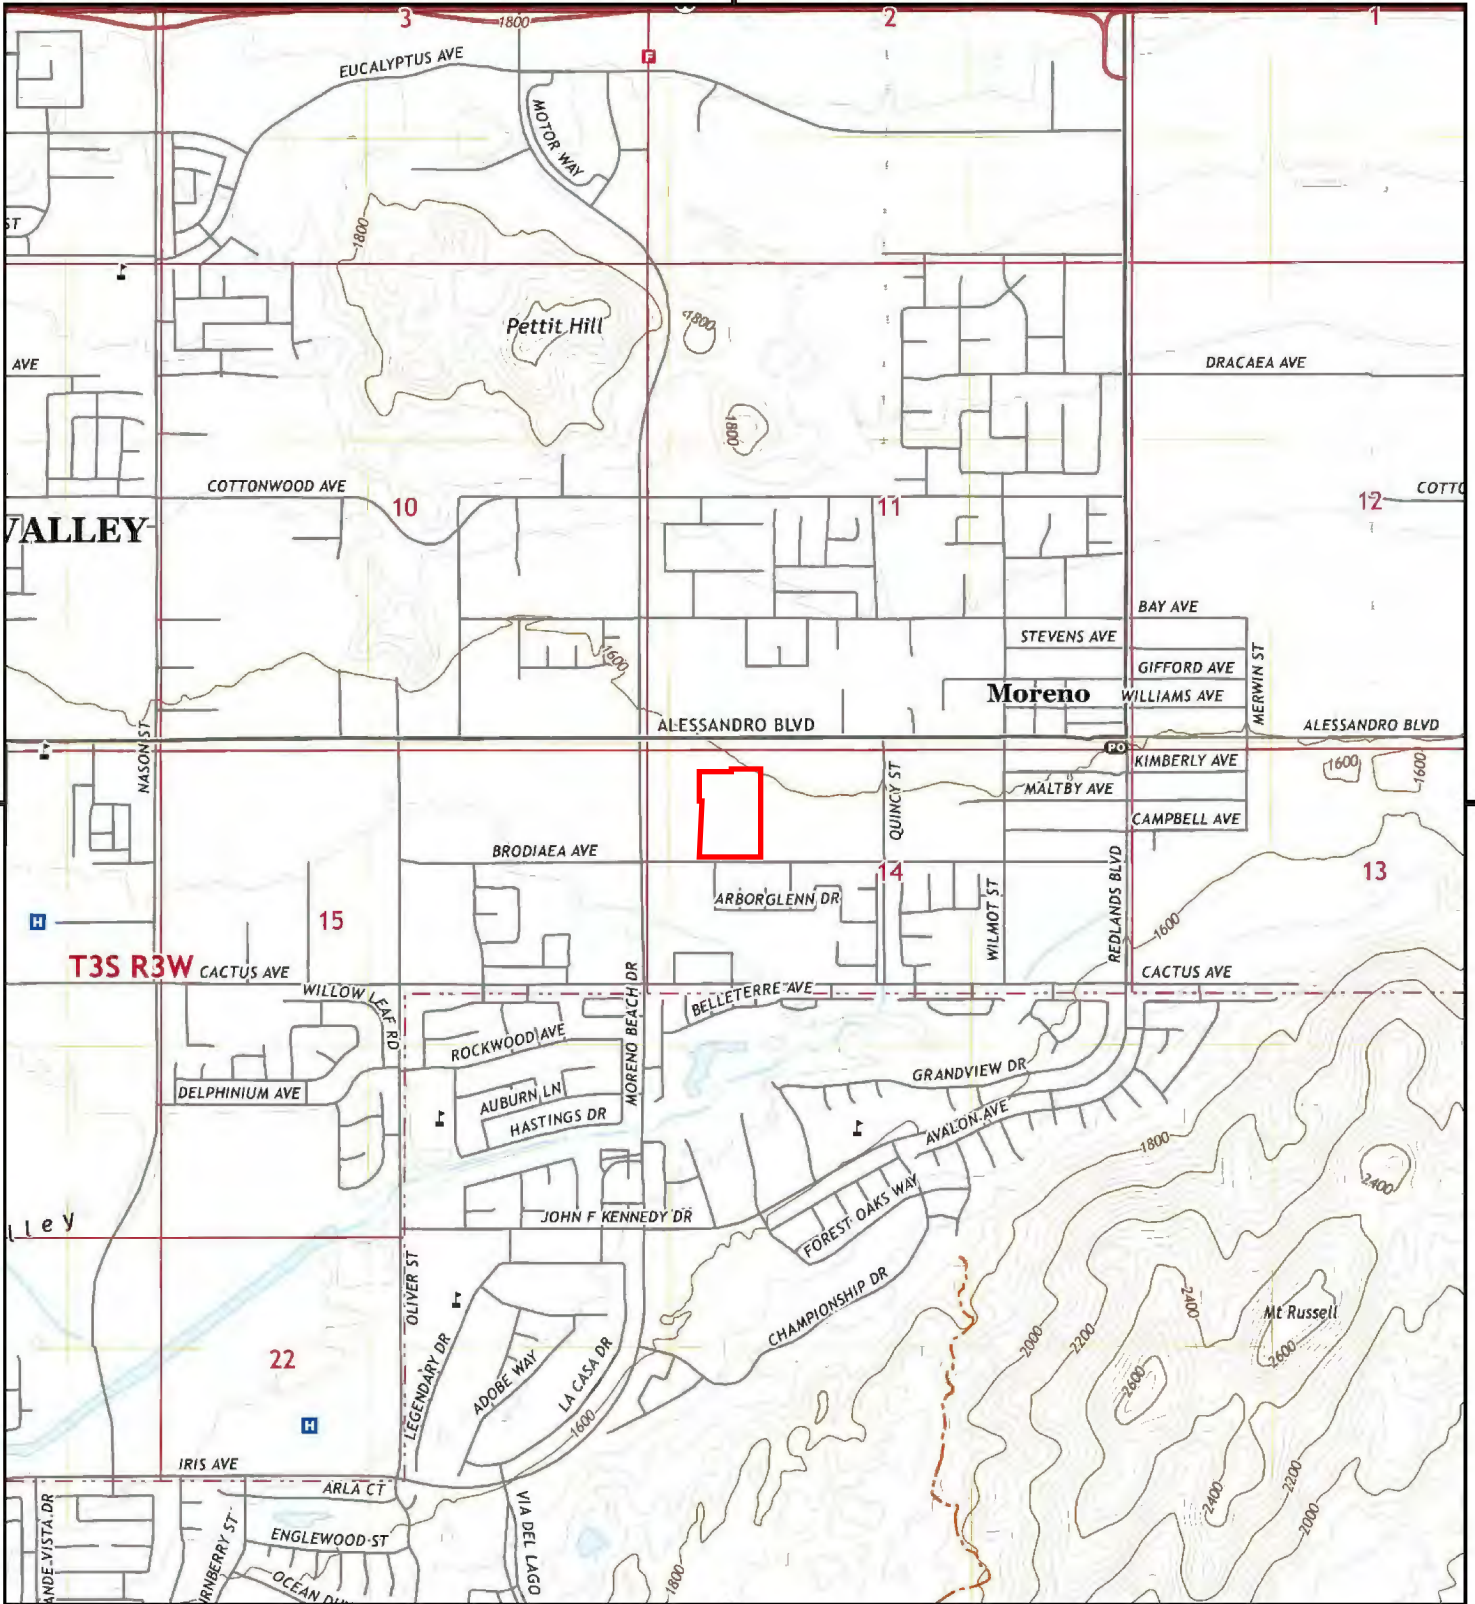 3
1800
2
1
EUCALYPTUS AVE
F
MOTOR WAY
ST
1800
Pettit Hill
1800
AVE
DRACAEA AVE
1800
COTTONWOOD AVE
10
11
12
COTTO
VALLEY
BAY AVE
STEVENS AVE
1600
GIFFORD AVE
MERWIN ST
Moreno
WILLIAMS AVE
NASON ST
ALESSANDRO BLVD
ALESSANDRO BLVD
PO
KIMBERLY AVE
1600
1600
QUINCY ST
MALTBY AVE
CAMPBELL AVE
BRODIAEA AVE
14
13
ARBORGLENN DR
REDLANDS BLVD
WILMOT ST
H
15
1600
T3S R3W
CACTUS AVE
CACTUS AVE
WILLOW LEAF RD
BELLETERRE AVE
MORENO BEACH DR
ROCKWOOD AVE
GRANDVIEW DR
DELPHINIUM AVE
AUBURN LN
HASTINGS DR
AVALON AVE
1800
2400
lley
JOHN F KENNEDY DR
FOREST OAKS WAY
OLIVER ST
CHAMPIONSHIP DR
2400
Mt Russell
2000
2200
2600
22
LEGENDARY DR
ADOBE WAY
LA CASA DR
2600
1600
H
IRIS AVE
ARLA CT
2400
2200
2000
ANDE VISTA DR
RNBERRY ST
ENGLEWOOD ST
VIA DEL LAGO
OCEAN DU
1800